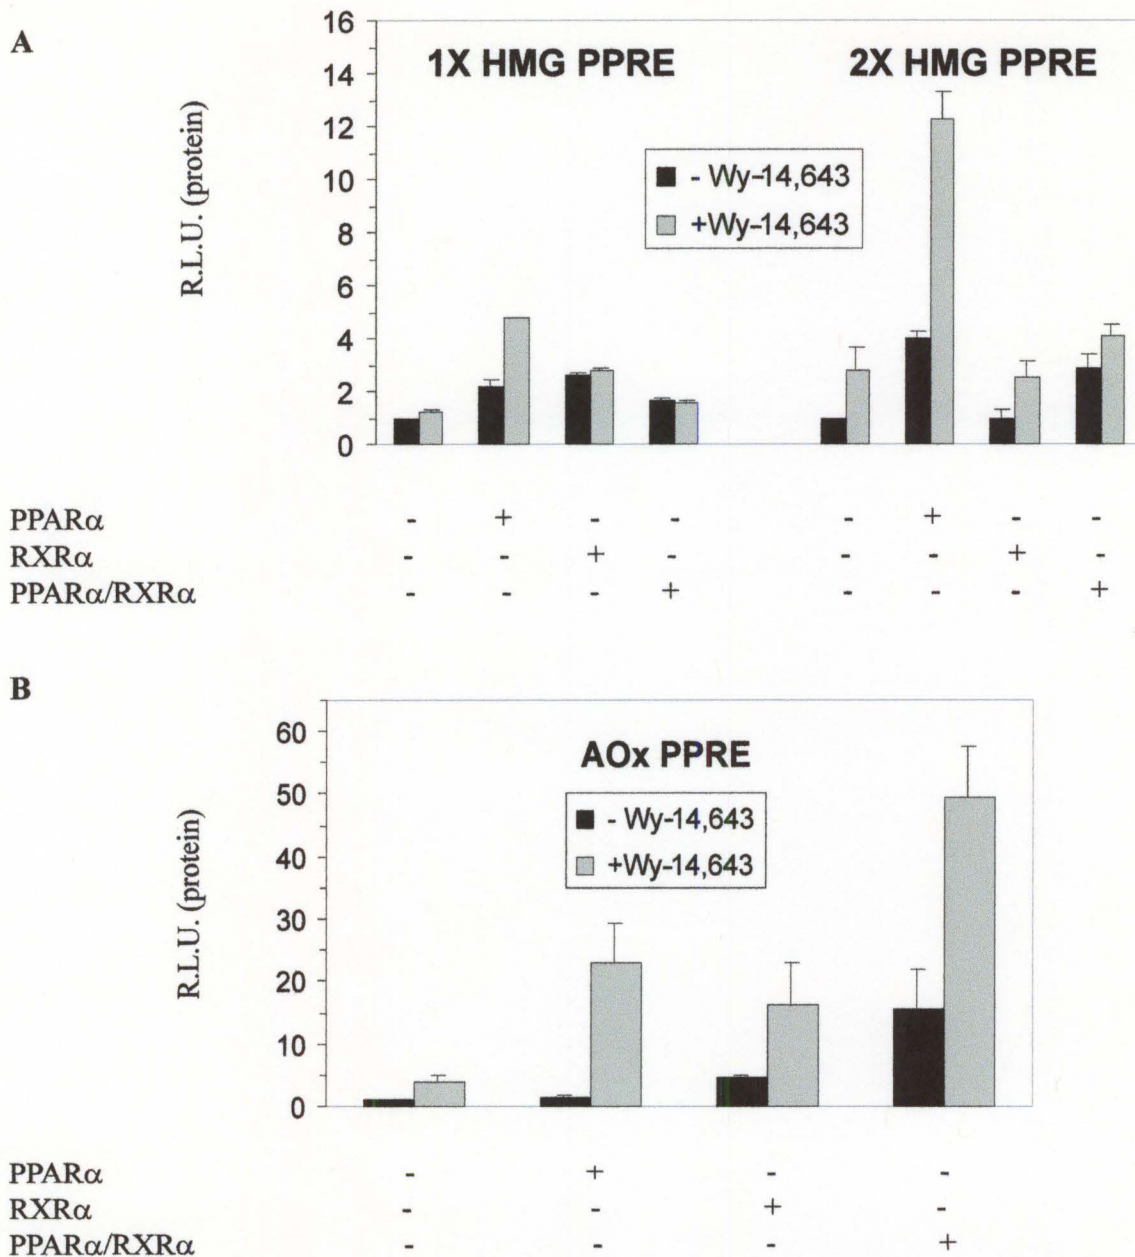 A
1X HMG PPRE
2X HMG PPRE
R.L.U. (protein)
16
14
12
10
8
6
4
2
0
- Wy-14,643
+Wy-14,643
PPARα - + - - - + - -
RXRα - - + - - - + -
PPARα/RXRα - - - + - - - +
B
AOx PPRE
R.L.U. (protein)
60
50
40
30
20
10
0
- Wy-14,643
+Wy-14,643
PPARα - + - -
RXRα - - + -
PPARα/RXRα - - - +